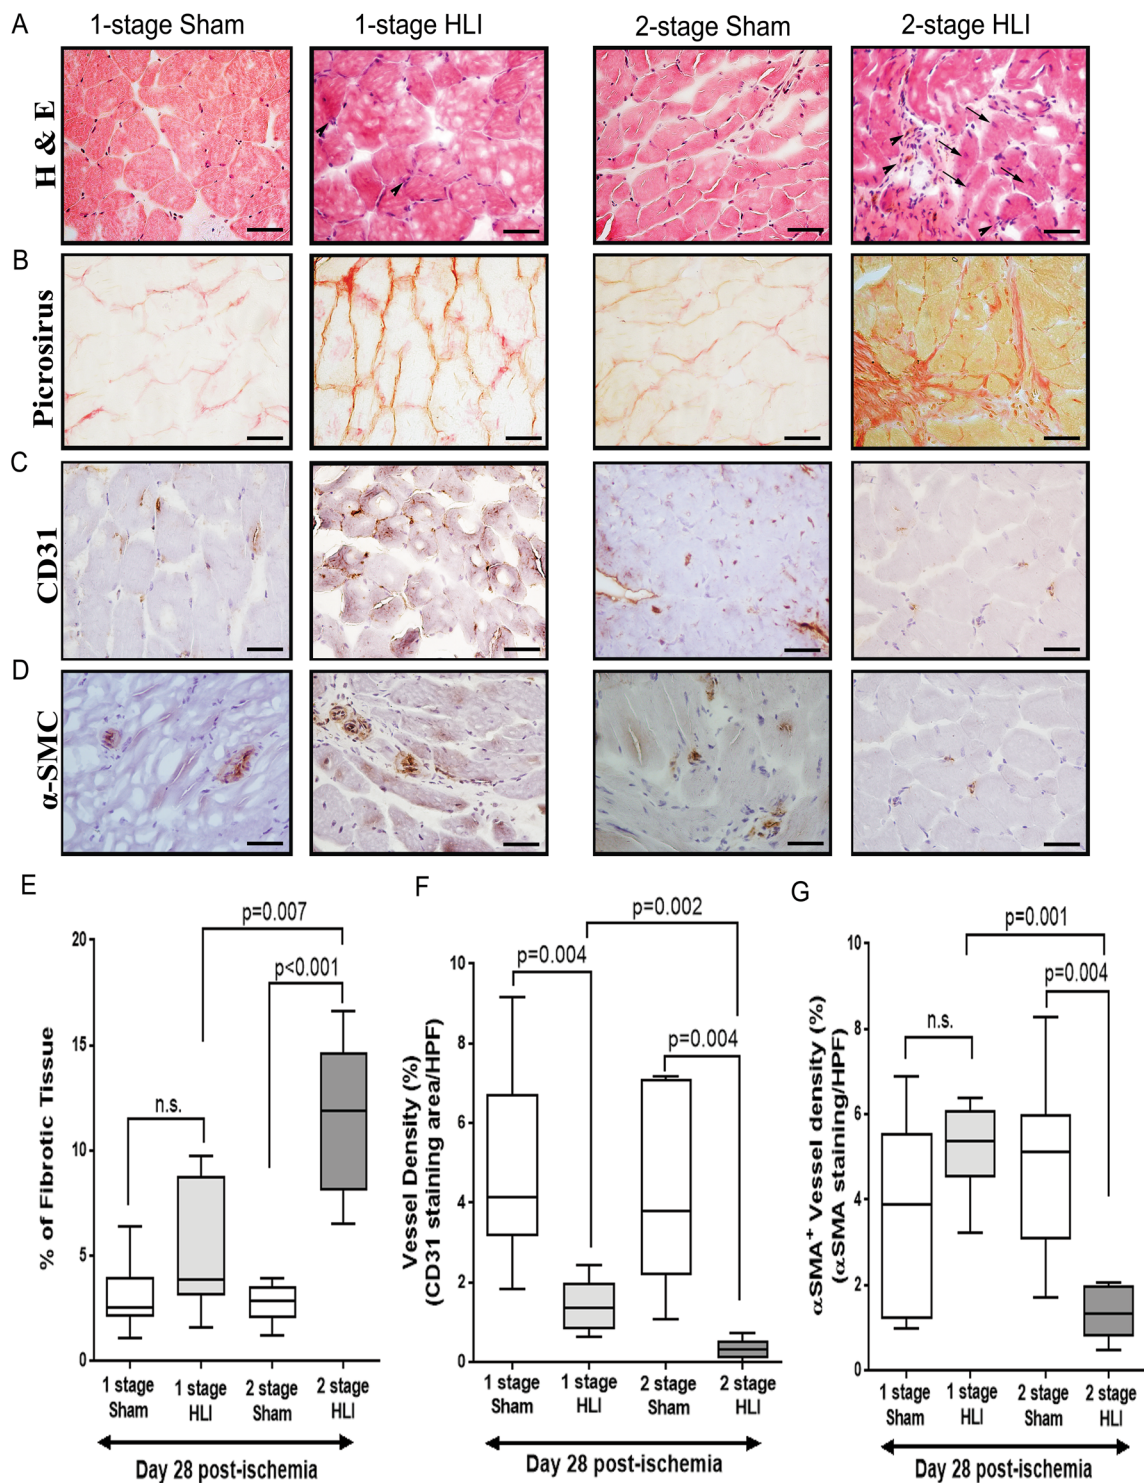 A
1-stage Sham
1-stage HLI
2-stage Sham
2-stage HLI
H & E
B
Picrosirus
C
CD31
D
α-SMC
E
p=0.007
p<0.001
n.s.
% of Fibrotic Tissue
20
15
10
5
0
1 stage
Sham
1 stage
HLI
2 stage
Sham
2 stage
HLI
Day 28 post-ischemia
F
p=0.002
p=0.004
p=0.004
Vessel Density (%)
(CD31 staining area/HPF)
10
8
6
4
2
0
1 stage
Sham
1 stage
HLI
2 stage
Sham
2 stage
HLI
Day 28 post-ischemia
G
p=0.001
p=0.004
n.s.
αSMA⁺ Vessel density (%)
(αSMA staining/HPF)
10
8
6
4
2
0
1 stage
Sham
1 stage
HLI
2 stage
Sham
2 stage
HLI
Day 28 post-ischemia